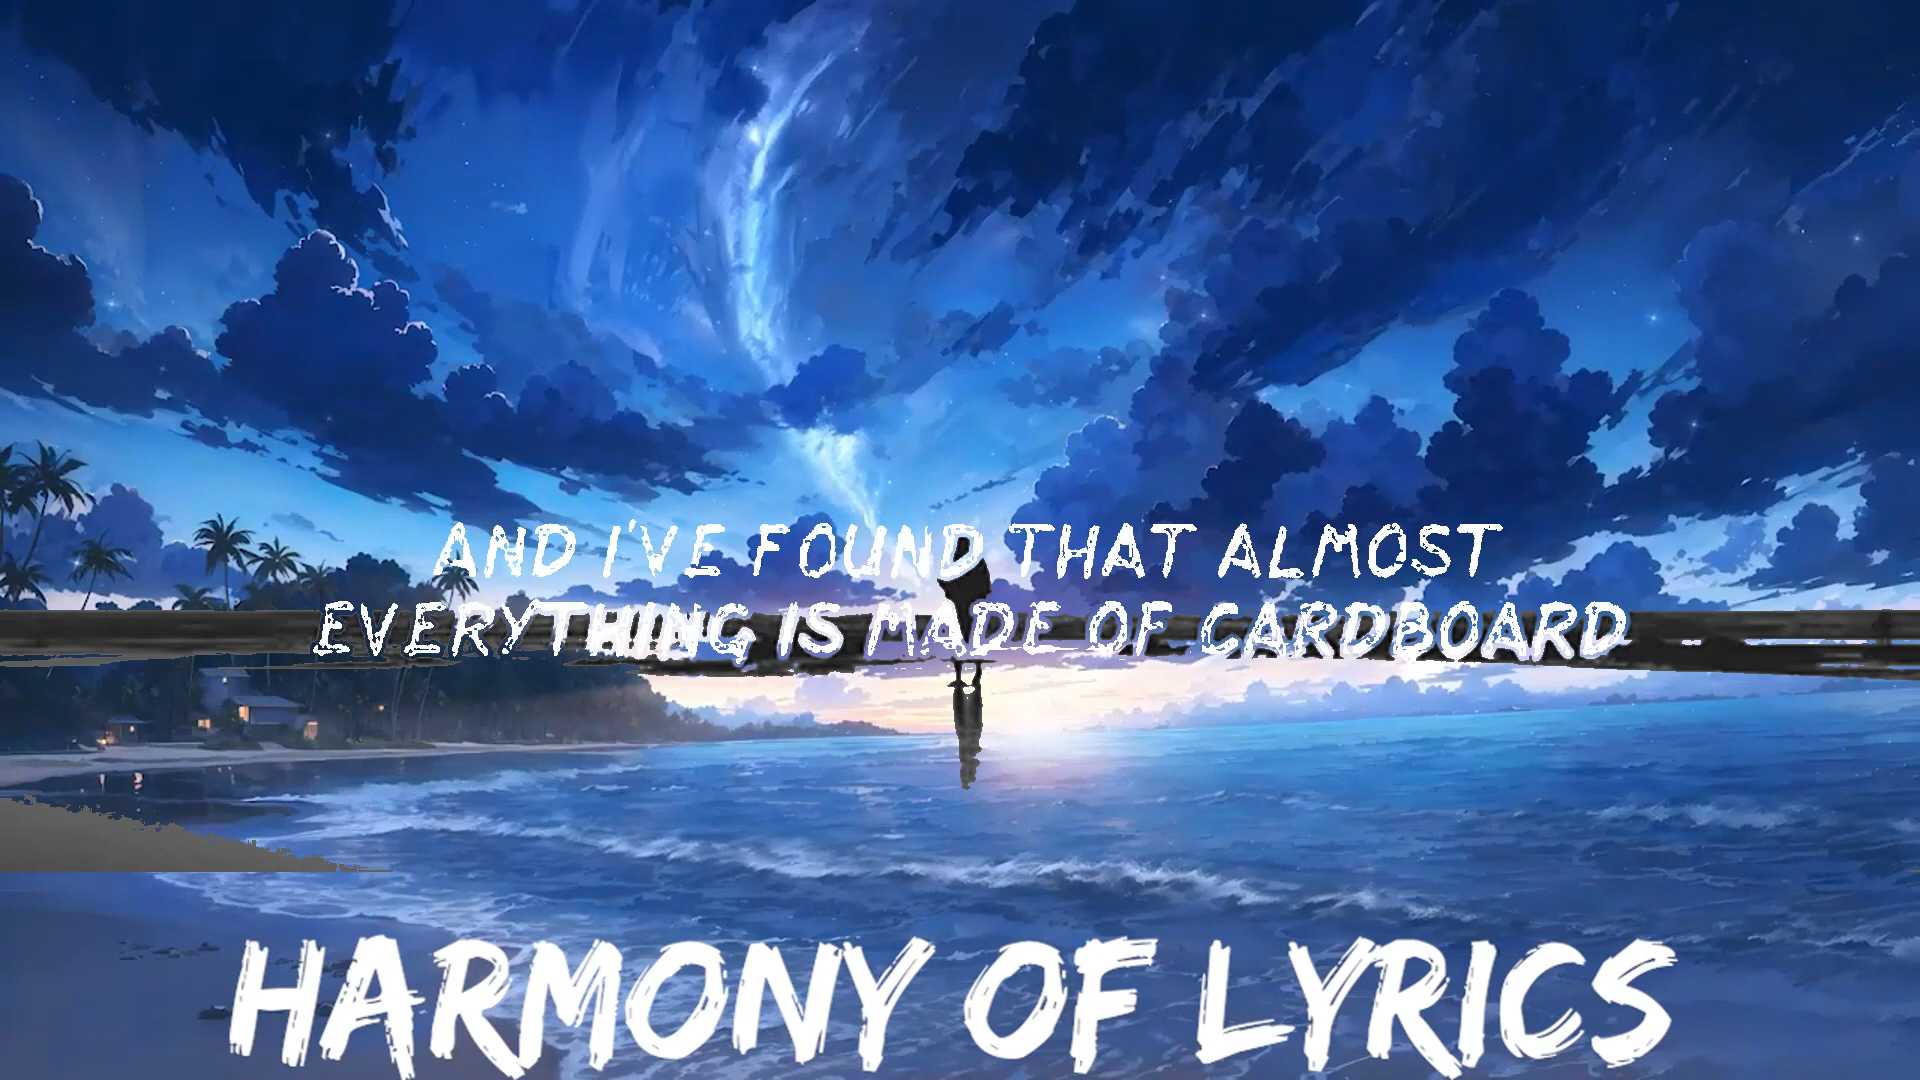 AND I'VE FOUND THAT ALMOST
EVERYTHING IS MADE OF CARDBOARD
HARMONY OF LYRICS